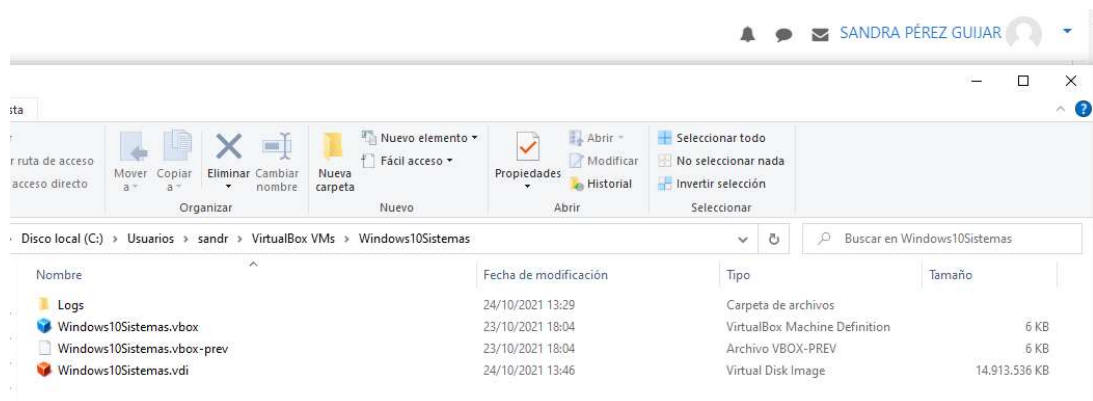 SANDRA PÉREZ GUIJAR
sta
r ruta de acceso
acceso directo
Mover a
Copiar a
Eliminar
Cambiar nombre
Organizar
Nueva carpeta
Nuevo elemento
Fácil acceso
Nuevo
Propiedades
Abrir
Modificar
Historial
Abrir
Seleccionar todo
No seleccionar nada
Invertir selección
Seleccionar
Disco local (C:) > Usuarios > sandr > VirtualBox VMs > Windows10Sistemas
Buscar en Windows10Sistemas
Nombre Fecha de modificación Tipo Tamaño
Logs 24/10/2021 13:29 Carpeta de archivos
Windows10Sistemas.vbox 23/10/2021 18:04 VirtualBox Machine Definition 6 KB
Windows10Sistemas.vbox-prev 23/10/2021 18:04 Archivo VBOX-PREV 6 KB
Windows10Sistemas.vdi 24/10/2021 13:46 Virtual Disk Image 14.913.536 KB